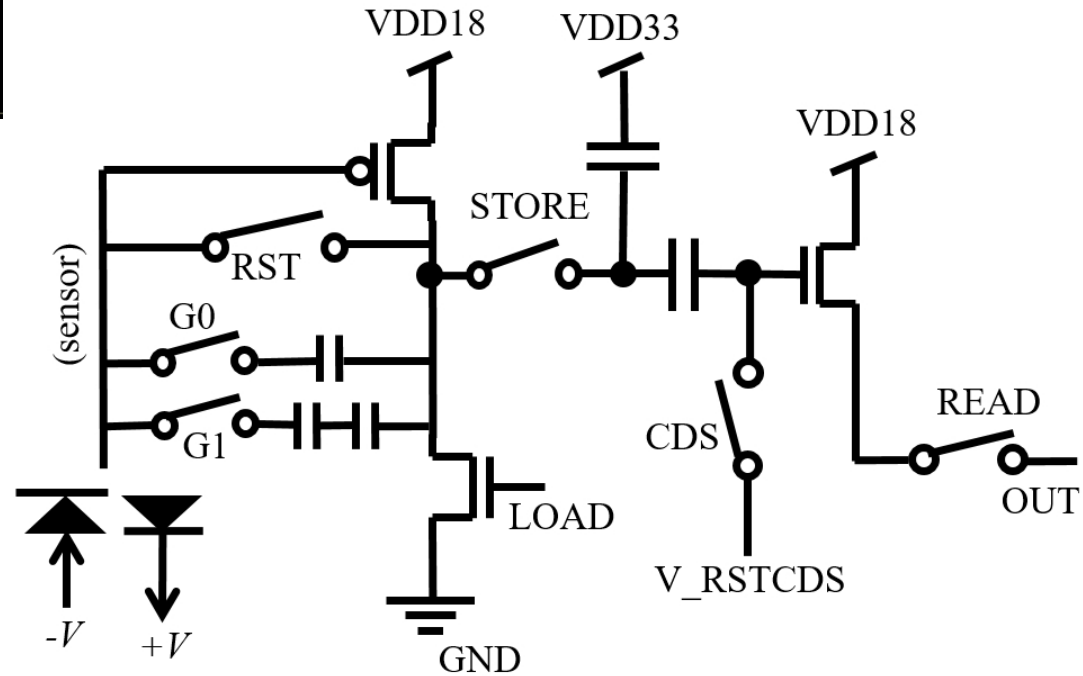 VDD18
VDD33
VDD18
STORE
(sensor)
RST
G0
G1
CDS
READ
LOAD
OUT
V_RSTCDS
-V
+V
GND